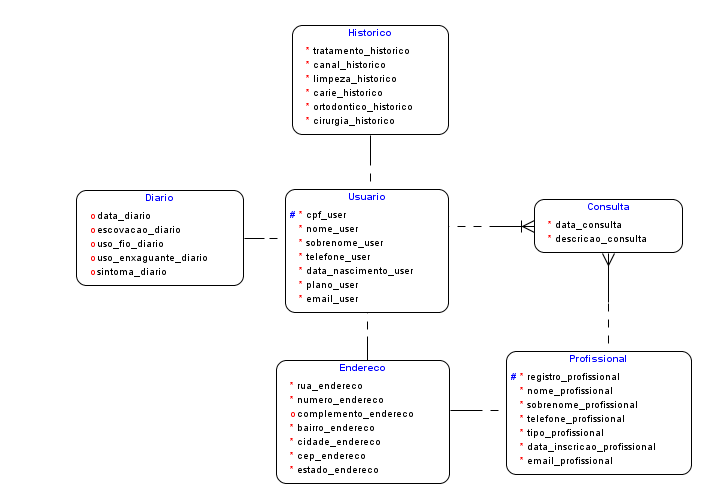 Historico
* tratamento_historico
* canal_historico
* limpeza_historico
* carie_historico
* ortodontico_historico
* cirurgia_historico
Diario
o data_diario
o escovacao_diario
o uso_fio_diario
o uso_enxaguante_diario
o sintoma_diario
Usuario
# * cpf_user
* nome_user
* sobrenome_user
* telefone_user
* data_nascimento_user
* plano_user
* email_user
Consulta
* data_consulta
* descricao_consulta
Endereco
* rua_endereco
* numero_endereco
o complemento_endereco
* bairro_endereco
* cidade_endereco
* cep_endereco
* estado_endereco
Profissional
# * registro_profissional
* nome_profissional
* sobrenome_profissional
* telefone_profissional
* tipo_profissional
* data_inscricao_profissional
* email_profissional